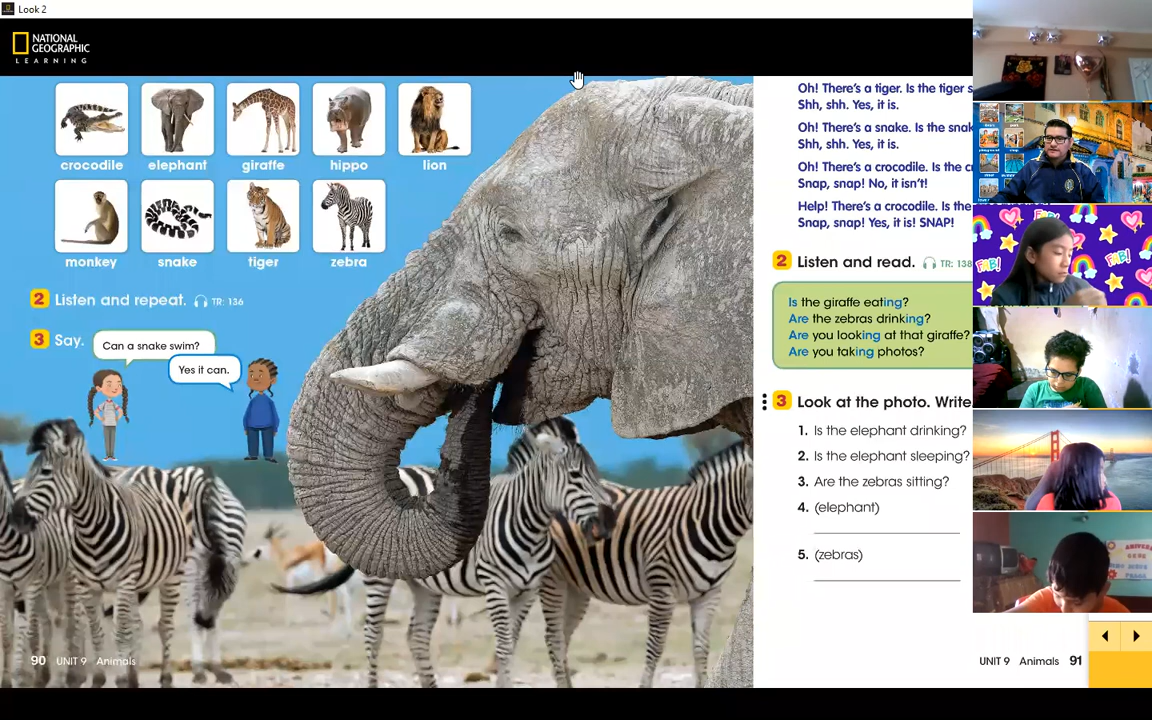 Look 2
NATIONAL
GEOGRAPHIC
LEARNING
crocodile
elephant
giraffe
hippo
lion
monkey
snake
tiger
zebra
2 Listen and repeat. TR: 136
3 Say.
Can a snake swim?
Yes it can.
90 UNIT 9 Animals
Oh! There's a tiger. Is the tiger s
Shh, shh. Yes, it is.
Oh! There's a snake. Is the snak
Shh, shh. Yes, it is.
Oh! There's a crocodile. Is the c
Snap, snap! No, it isn't!
Help! There's a crocodile. Is the
Snap, snap! Yes, it is! SNAP!
2 Listen and read. TR: 138
Is the giraffe eating?
Are the zebras drinking?
Are you looking at that giraffe?
Are you taking photos?
3 Look at the photo. Write
1. Is the elephant drinking?
2. Is the elephant sleeping?
3. Are the zebras sitting?
4. (elephant)
5. (zebras)
UNIT 9 Animals 91
FAB!
FAB!